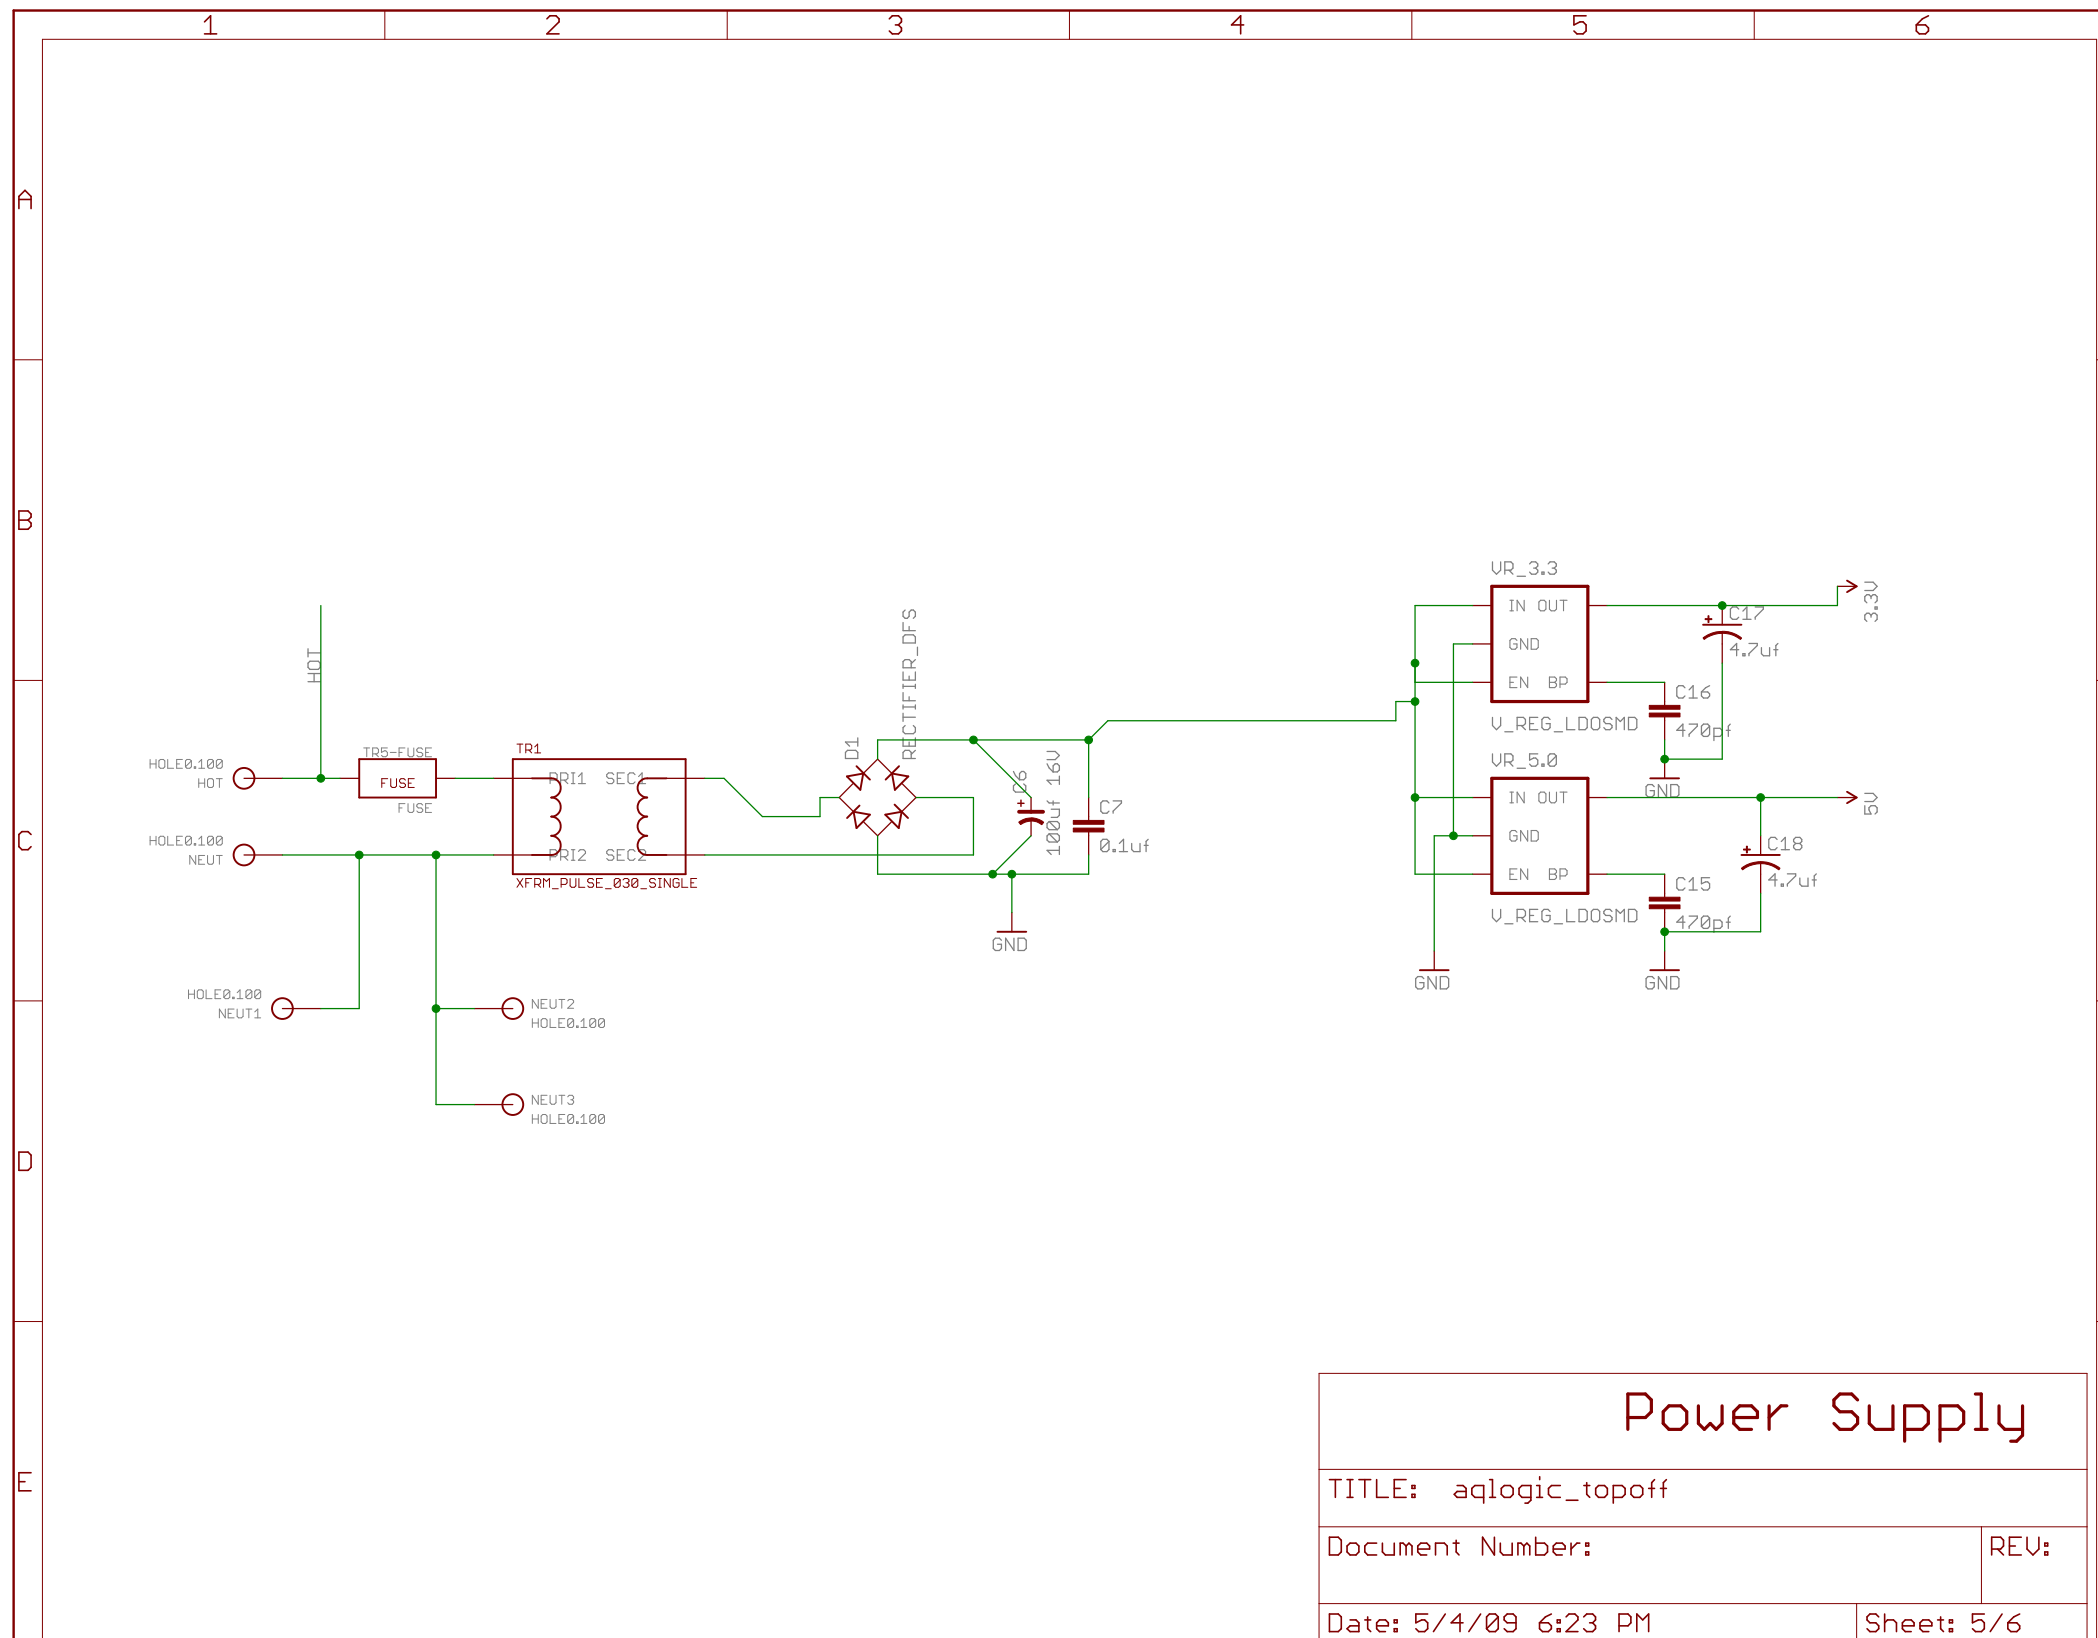 1 2 3 4 5 6
A
B
C
D
E
HOT
HOLE0.100
HOT
HOLE0.100
NEUT
HOLE0.100
NEUT1
TR5-FUSE
FUSE
FUSE
NEUT2
HOLE0.100
NEUT3
HOLE0.100
TR1
PRI1 SEC1
PRI2 SEC2
XFRM_PULSE_030_SINGLE
D1
RECTIFIER_DFS
C6
100uf 16V
C7
0.1uf
GND
VR_3.3
IN OUT
GND
EN BP
V_REG_LDOSMD
C17
4.7uf
3.3V
C16
470pf
GND
VR_5.0
IN OUT
GND
EN BP
V_REG_LDOSMD
5V
C18
4.7uf
C15
470pf
GND
GND
Power Supply
TITLE: aqlogic_topoff
Document Number:
REV:
Date: 5/4/09 6:23 PM
Sheet: 5/6